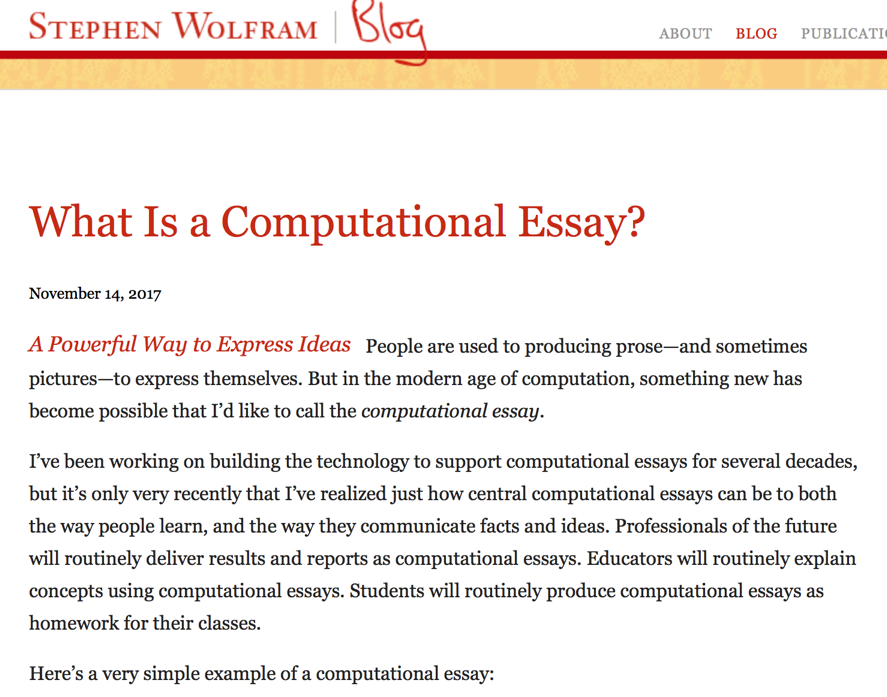 STEPHEN WOLFRAM | Blog
ABOUT BLOG PUBLICATI
What Is a Computational Essay?
November 14, 2017
A Powerful Way to Express Ideas People are used to producing prose—and sometimes
pictures—to express themselves. But in the modern age of computation, something new has
become possible that I’d like to call the computational essay.
I’ve been working on building the technology to support computational essays for several decades,
but it’s only very recently that I’ve realized just how central computational essays can be to both
the way people learn, and the way they communicate facts and ideas. Professionals of the future
will routinely deliver results and reports as computational essays. Educators will routinely explain
concepts using computational essays. Students will routinely produce computational essays as
homework for their classes.
Here’s a very simple example of a computational essay: